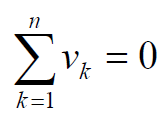 n
∑ v_k = 0
k=1